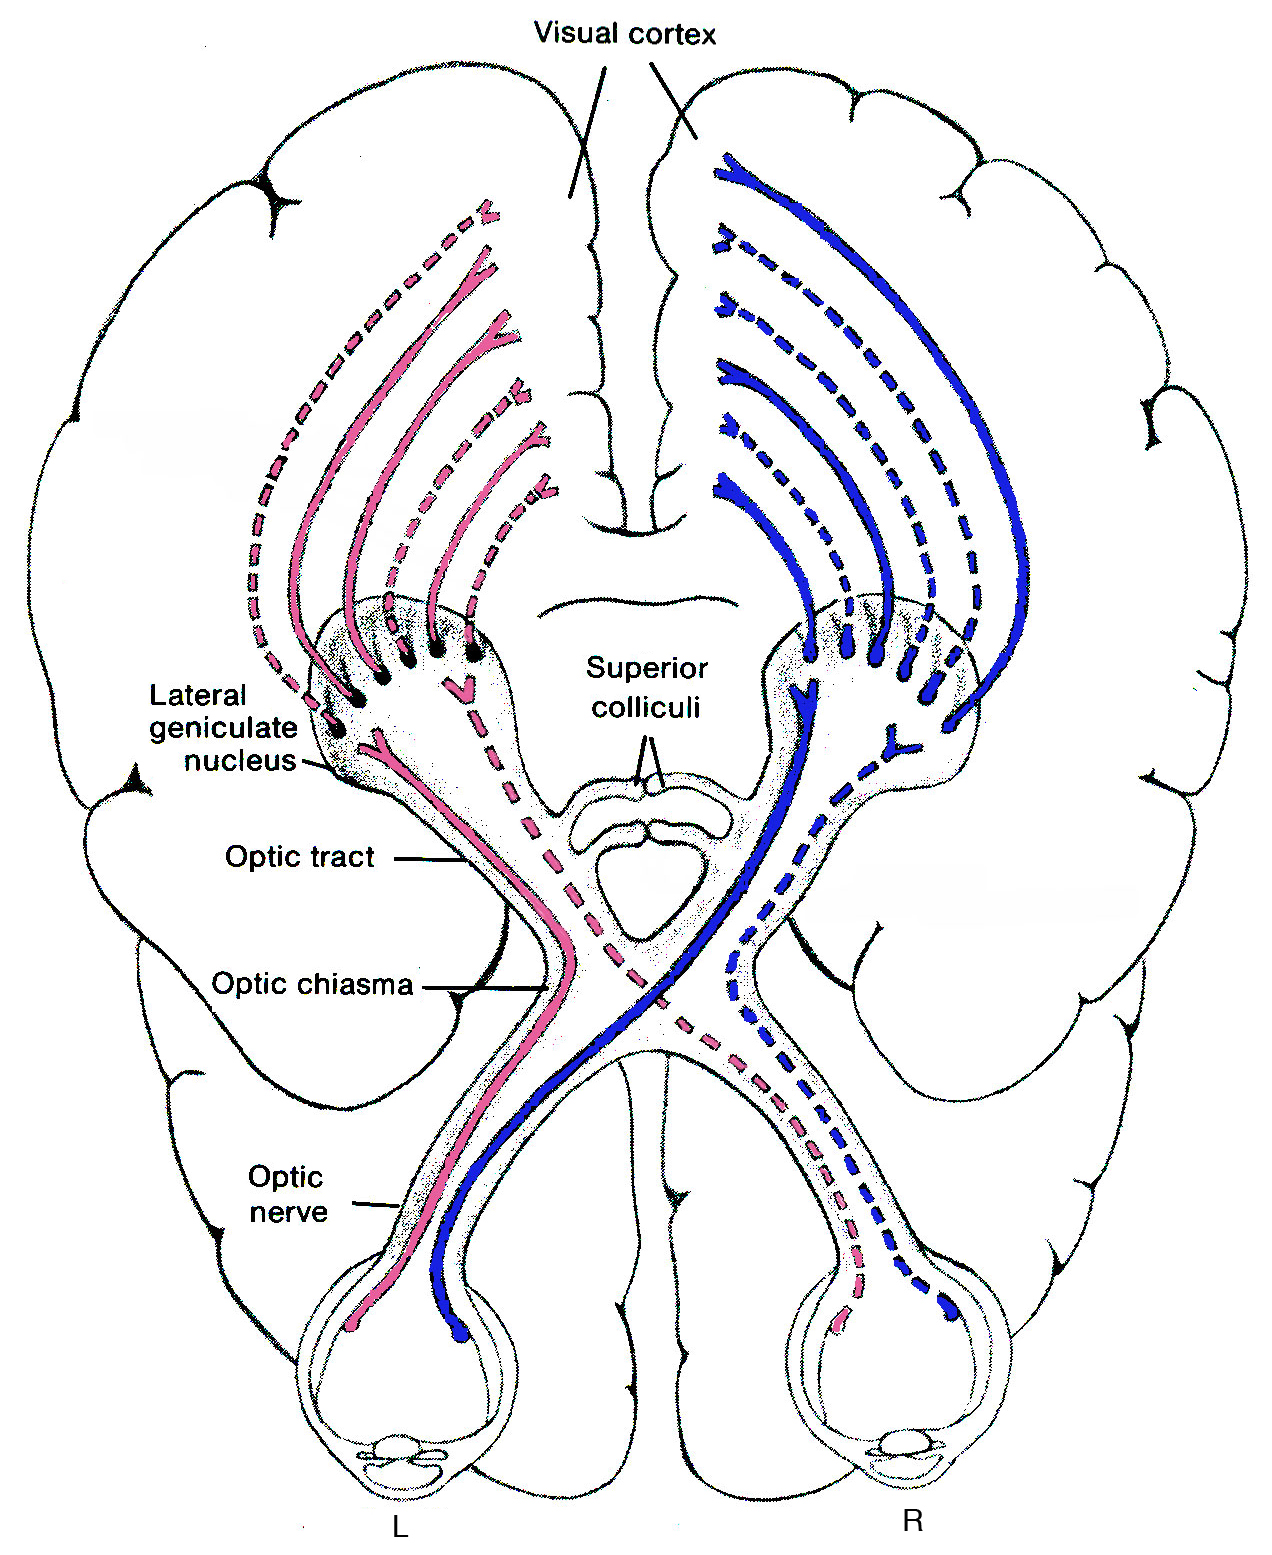 Visual cortex
Superior
colliculi
Lateral
geniculate
nucleus
Optic tract
Optic chiasma
Optic
nerve
L
R